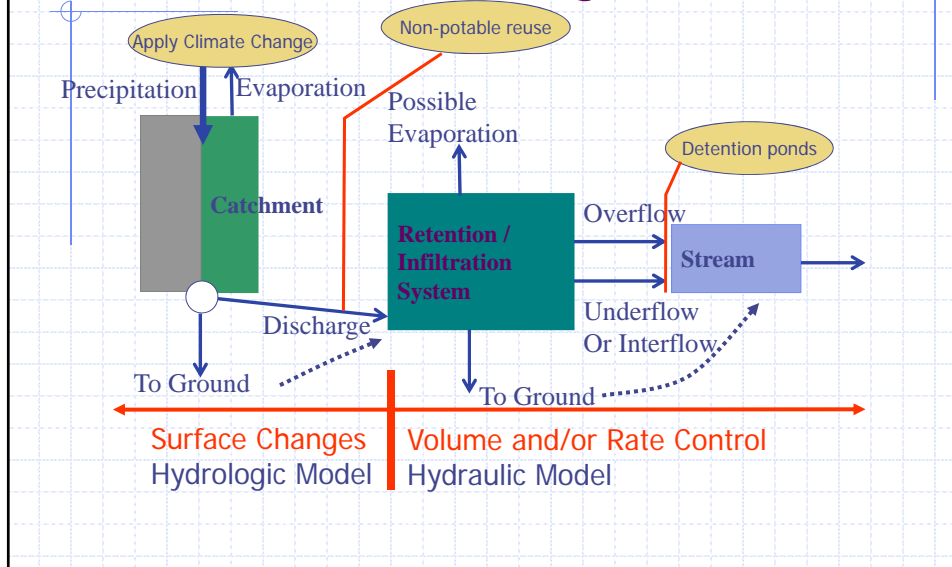 Apply Climate Change
Non-potable reuse
Precipitation
Evaporation
Possible
Evaporation
Detention ponds
Catchment
Retention /
Infiltration
System
Overflow
Stream
Discharge
Underflow
Or Interflow
To Ground
To Ground
Surface Changes
Hydrologic Model
Volume and/or Rate Control
Hydraulic Model